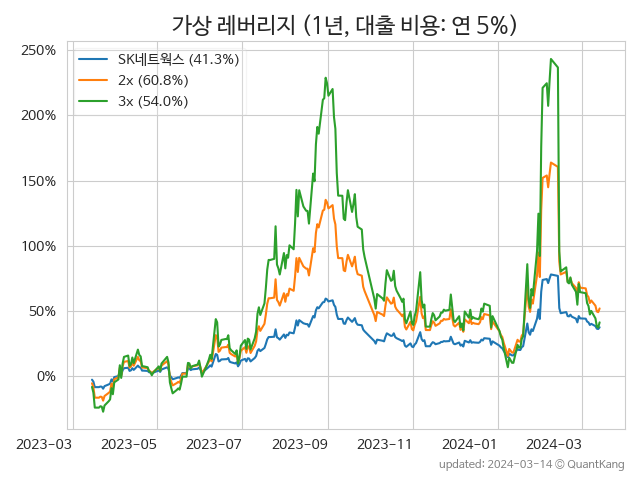 가상 레버리지 (1년, 대출 비용: 연 5%)
250%
200%
150%
100%
50%
0%
SK네트웍스 (41.3%)
2x (60.8%)
3x (54.0%)
2023-03
2023-05
2023-07
2023-09
2023-11
2024-01
2024-03
updated: 2024-03-14 © QuantKang